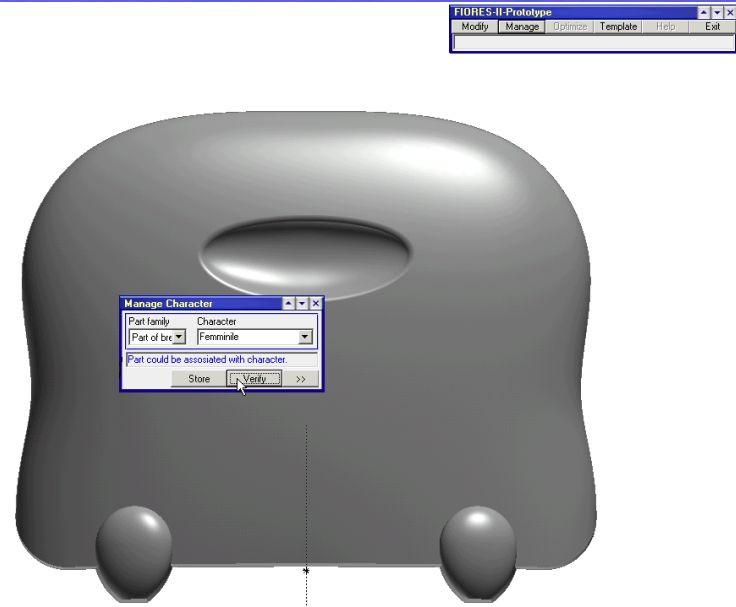 FIORES-II-Prototype
Modify Manage Optimize Template Help Exit
Manage Character
Part family Character
Part of bre Femminile
Part could be assosiated with character.
Store Verify >>